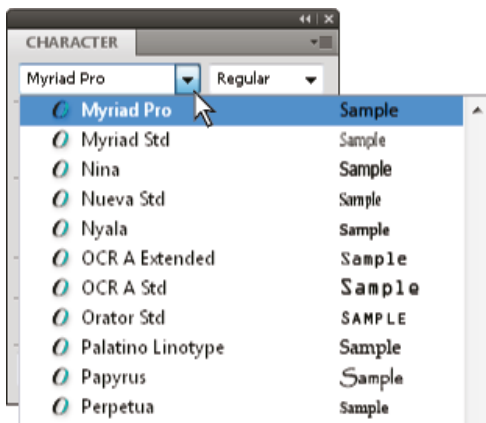 CHARACTER
Myriad Pro Regular
Myriad Pro Sample
Myriad Std Sample
Nina Sample
Nueva Std Sample
Nyala Sample
OCR A Extended Sample
OCR A Std Sample
Orator Std SAMPLE
Palatino Linotype Sample
Papyrus Sample
Perpetua Sample